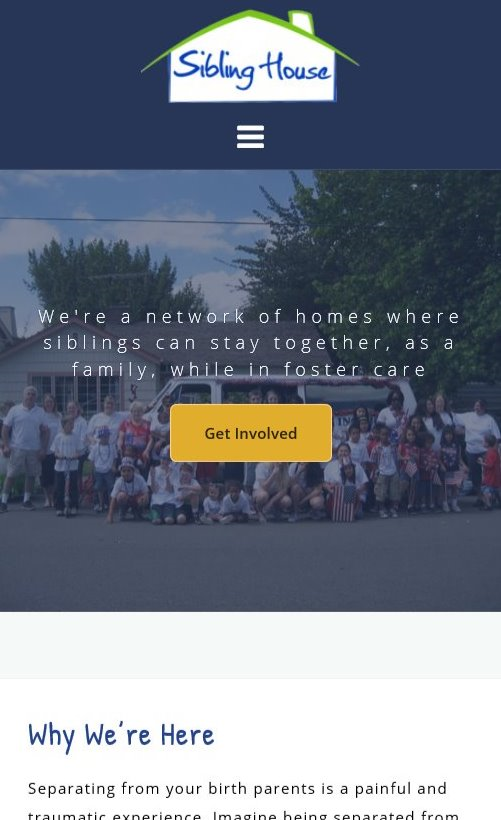 Sibling House
We're a network of homes where
siblings can stay together, as a
family, while in foster care
Get Involved
Why We're Here
Separating from your birth parents is a painful and
traumatic experience. Imagine being separated from